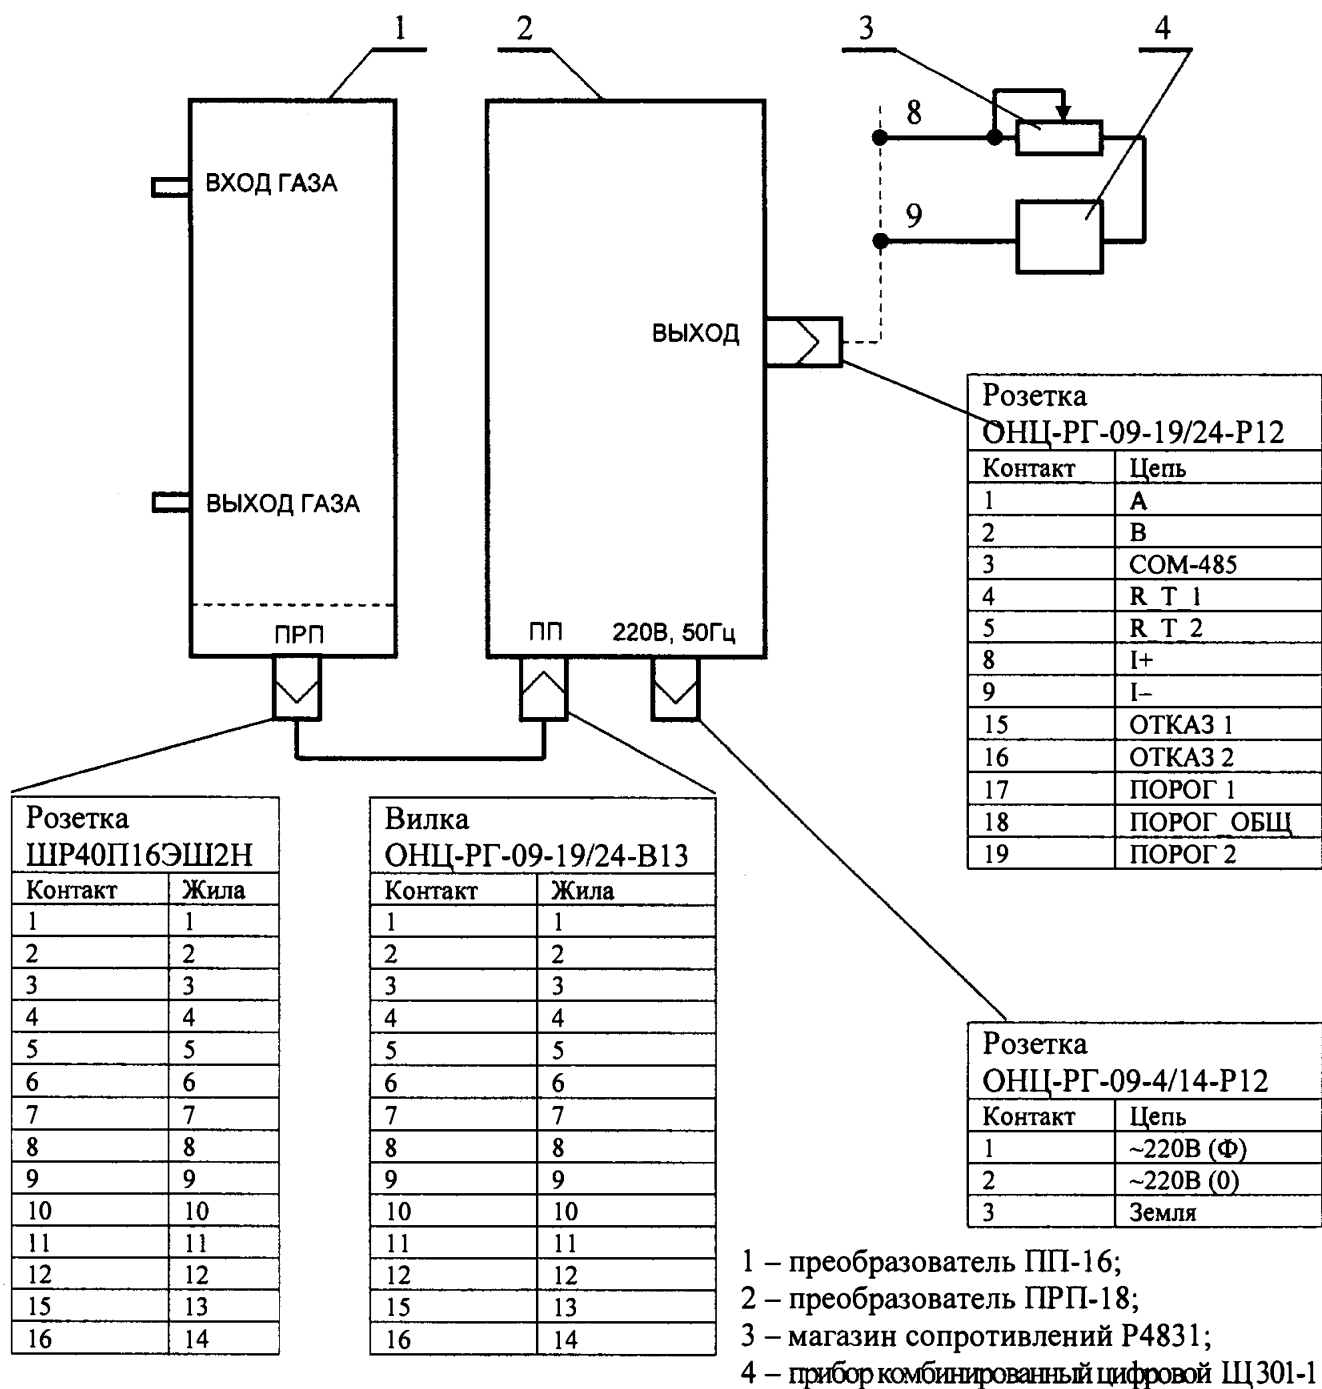 1
2
3
4
8
9
ВХОД ГАЗА
ВЫХОД
ВЫХОД ГАЗА
ПРП
ПП
220В, 50Гц
Розетка
ОНЦ-РГ-09-19/24-Р12
Контакт Цепь
1 А
2 В
3 СОМ-485
4 R_T_1
5 R_T_2
8 I+
9 I–
15 ОТКАЗ 1
16 ОТКАЗ 2
17 ПОРОГ 1
18 ПОРОГ_ОБЩ
19 ПОРОГ 2
Розетка
ШР40П16ЭШ2Н
Контакт Жила
1 1
2 2
3 3
4 4
5 5
6 6
7 7
8 8
9 9
10 10
11 11
12 12
15 13
16 14
Вилка
ОНЦ-РГ-09-19/24-В13
Контакт Жила
1 1
2 2
3 3
4 4
5 5
6 6
7 7
8 8
9 9
10 10
11 11
12 12
15 13
16 14
Розетка
ОНЦ-РГ-09-4/14-Р12
Контакт Цепь
1 ~220В (Ф)
2 ~220В (0)
3 Земля
1 – преобразователь ПП-16;
2 – преобразователь ПРП-18;
3 – магазин сопротивлений Р4831;
4 – прибор комбинированный цифровой Щ301-1